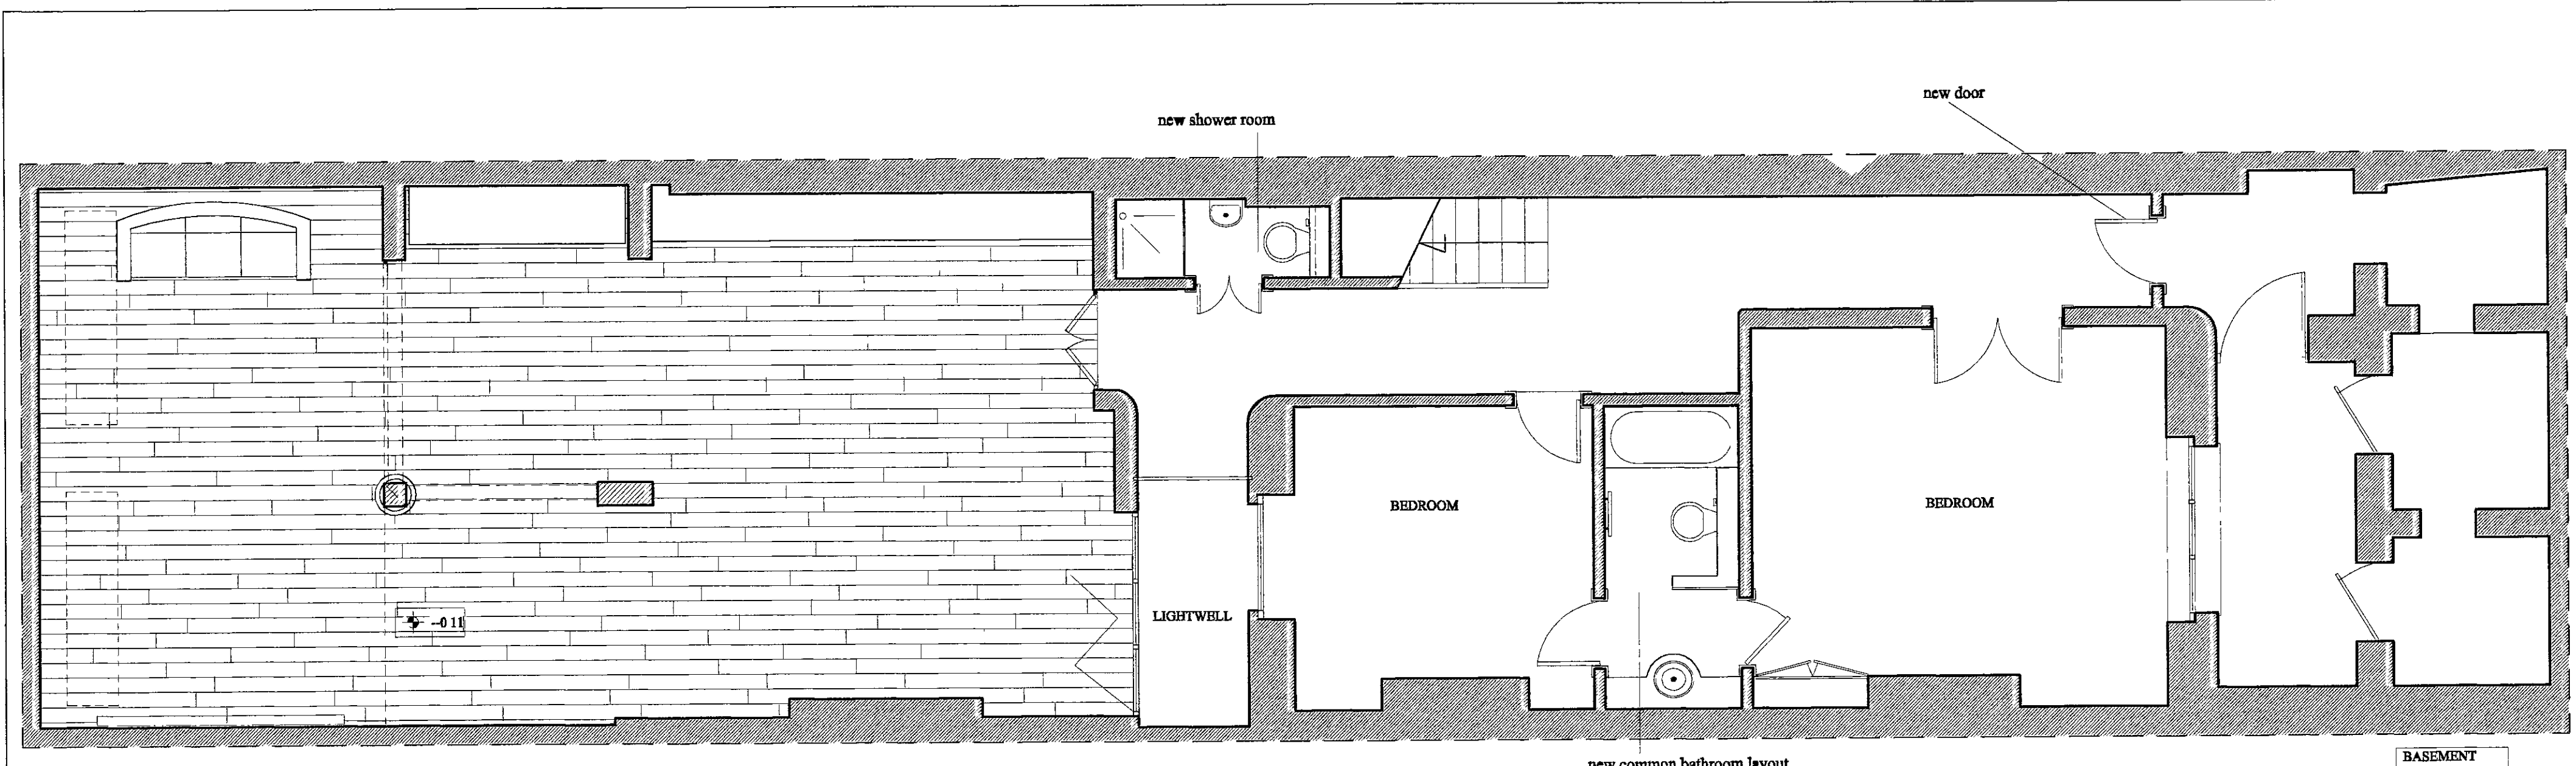 new door
new shower room
BEDROOM
BEDROOM
LIGHTWELL
--0 11
new common bathroom layout
BASEMENT